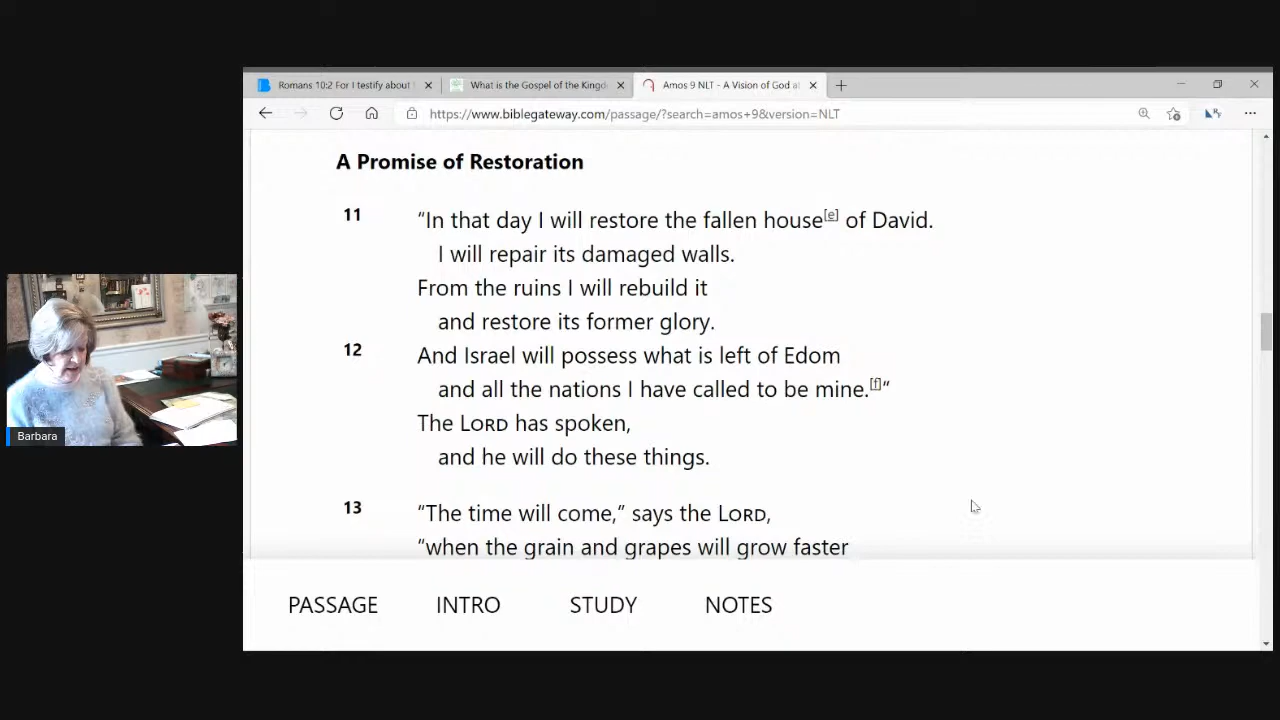 Romans 10:2 For I testify about
What is the Gospel of the Kingd
Amos 9 NLT - A Vision of God a
https://www.biblegateway.com/passage/?search=amos+9&version=NLT
A Promise of Restoration
11 “In that day I will restore the fallen house[e] of David.
I will repair its damaged walls.
From the ruins I will rebuild it
and restore its former glory.
12 And Israel will possess what is left of Edom
and all the nations I have called to be mine.[f]“
The LORD has spoken,
and he will do these things.
13 “The time will come,” says the LORD,
“when the grain and grapes will grow faster
PASSAGE INTRO STUDY NOTES
Barbara